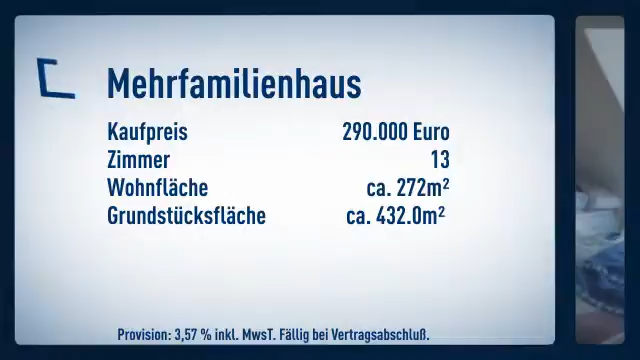 Mehrfamilienhaus
Kaufpreis 290.000 Euro
Zimmer 13
Wohnfläche ca. 272m²
Grundstücksfläche ca. 432.0m²
Provision: 3,57 % inkl. MwsT. Fällig bei Vertragsabschluß.